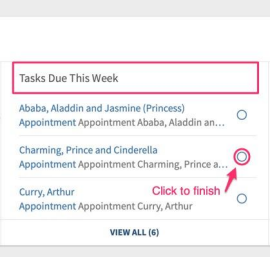 Tasks Due This Week
Ababa, Aladdin and Jasmine (Princess)
Appointment Appointment Ababa, Aladdin an...
Charming, Prince and Cinderella
Appointment Appointment Charming, Prince a...
Curry, Arthur
Click to finish
Appointment Appointment Curry, Arthur
VIEW ALL (6)